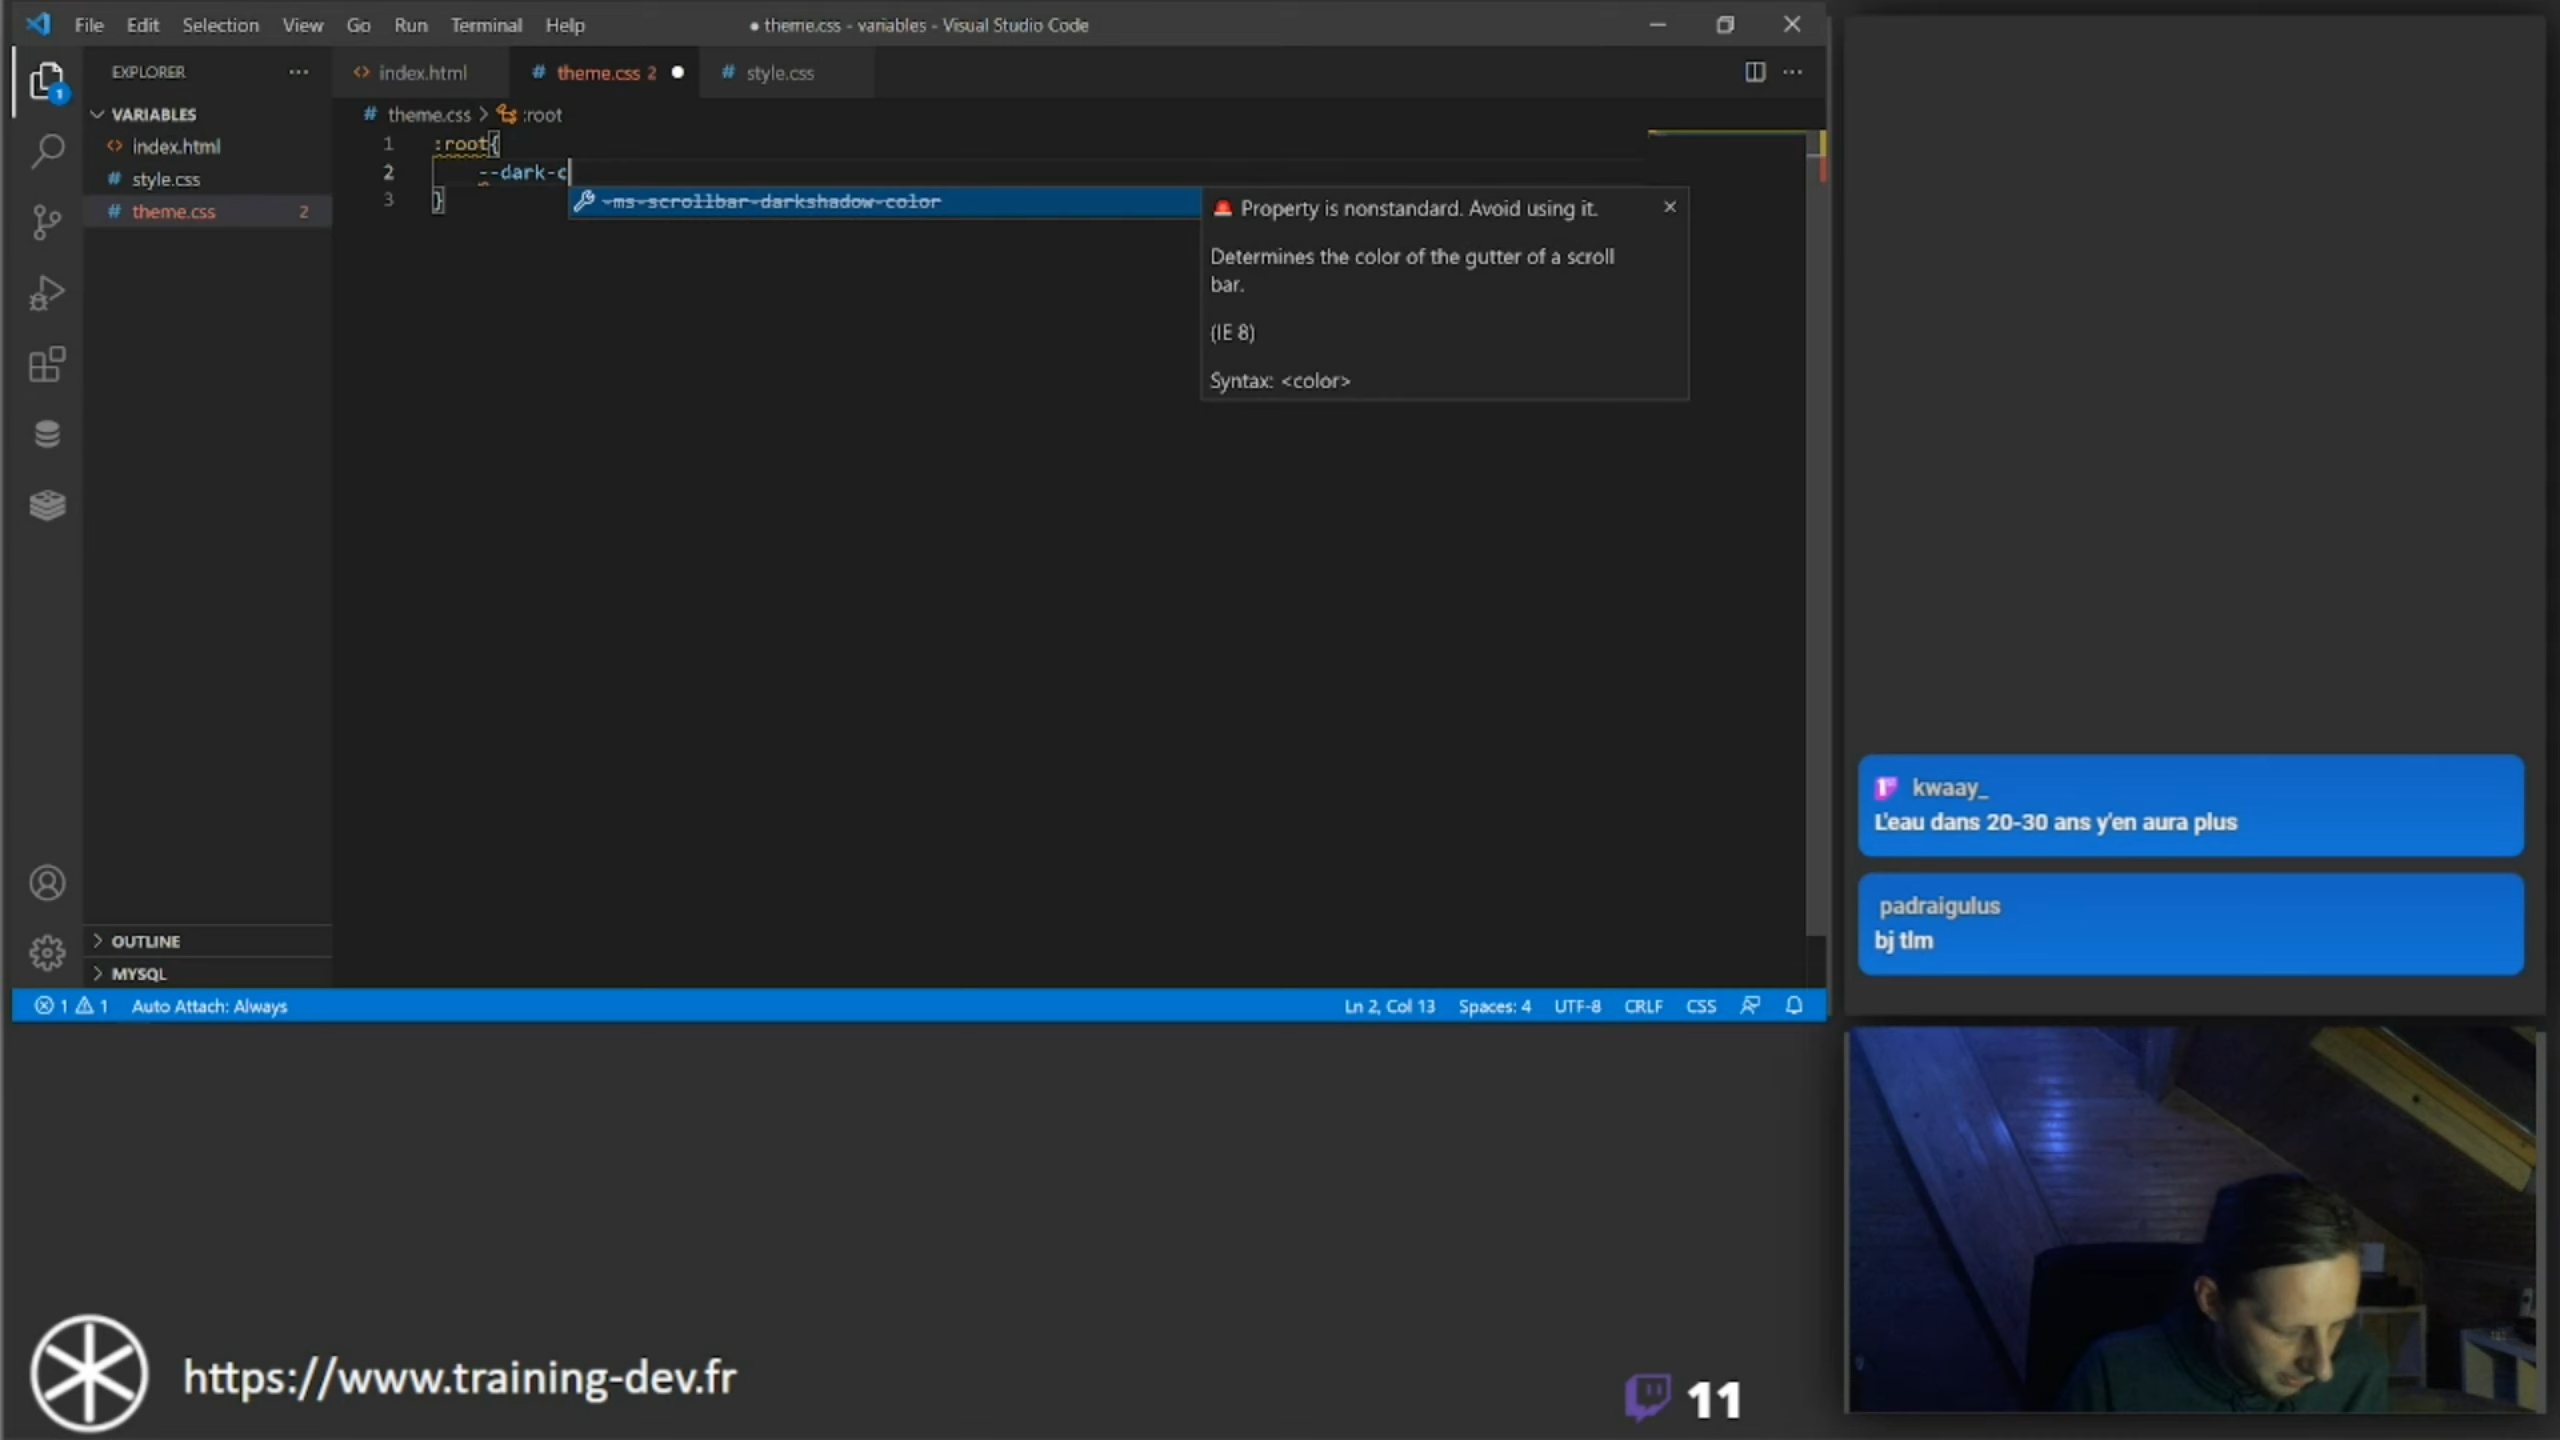 File Edit Selection View Go Run Terminal Help
● theme.css - variables - Visual Studio Code
EXPLORER ...
index.html
# theme.css 2
# style.css
1
VARIABLES
index.html
# style.css
# theme.css 2
# theme.css > :root
1 :root{
2 --dark-c
3 }
-ms-scrollbar-darkshadow-color
Property is nonstandard. Avoid using it.
Determines the color of the gutter of a scroll
bar.
(IE 8)
Syntax: <color>
OUTLINE
MYSQL
1 1 Auto Attach: Always
Ln 2, Col 13 Spaces: 4 UTF-8 CRLF CSS
kwaay_
L'eau dans 20-30 ans y'en aura plus
padraigulus
bj tlm
https://www.training-dev.fr
11